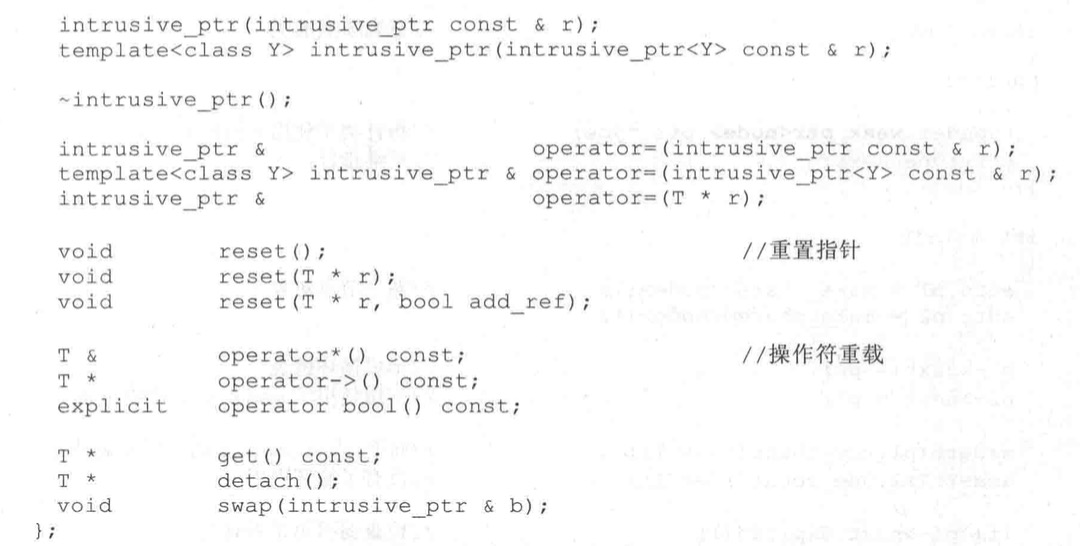 intrusive_ptr(intrusive_ptr const & r);
template<class Y> intrusive_ptr(intrusive_ptr<Y> const & r);
~intrusive_ptr();
intrusive_ptr & operator=(intrusive_ptr const & r);
template<class Y> intrusive_ptr & operator=(intrusive_ptr<Y> const & r);
intrusive_ptr & operator=(T * r);
void reset(); //重置指针
void reset(T * r);
void reset(T * r, bool add_ref);
T & operator*() const; //操作符重载
T * operator->() const;
explicit operator bool() const;
T * get() const;
T * detach();
void swap(intrusive_ptr & b);
};